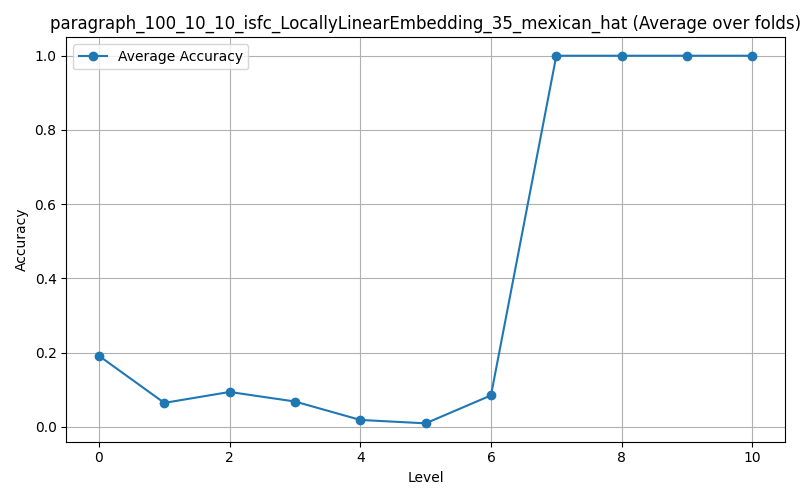 paragraph_100_10_10_isfc_LocallyLinearEmbedding_35_mexican_hat (Average over folds)
Average Accuracy
1.0
0.8
0.6
0.4
0.2
0.0
Accuracy
0 2 4 6 8 10
Level